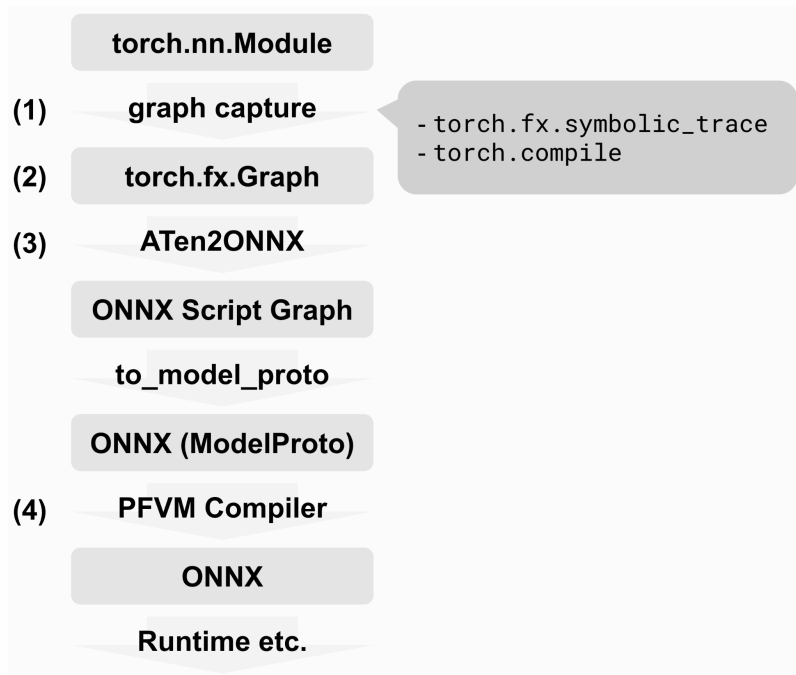 torch.nn.Module
(1) graph capture
- torch.fx.symbolic_trace
- torch.compile
(2) torch.fx.Graph
(3) ATen2ONNX
ONNX Script Graph
to_model_proto
ONNX (ModelProto)
(4) PFVM Compiler
ONNX
Runtime etc.